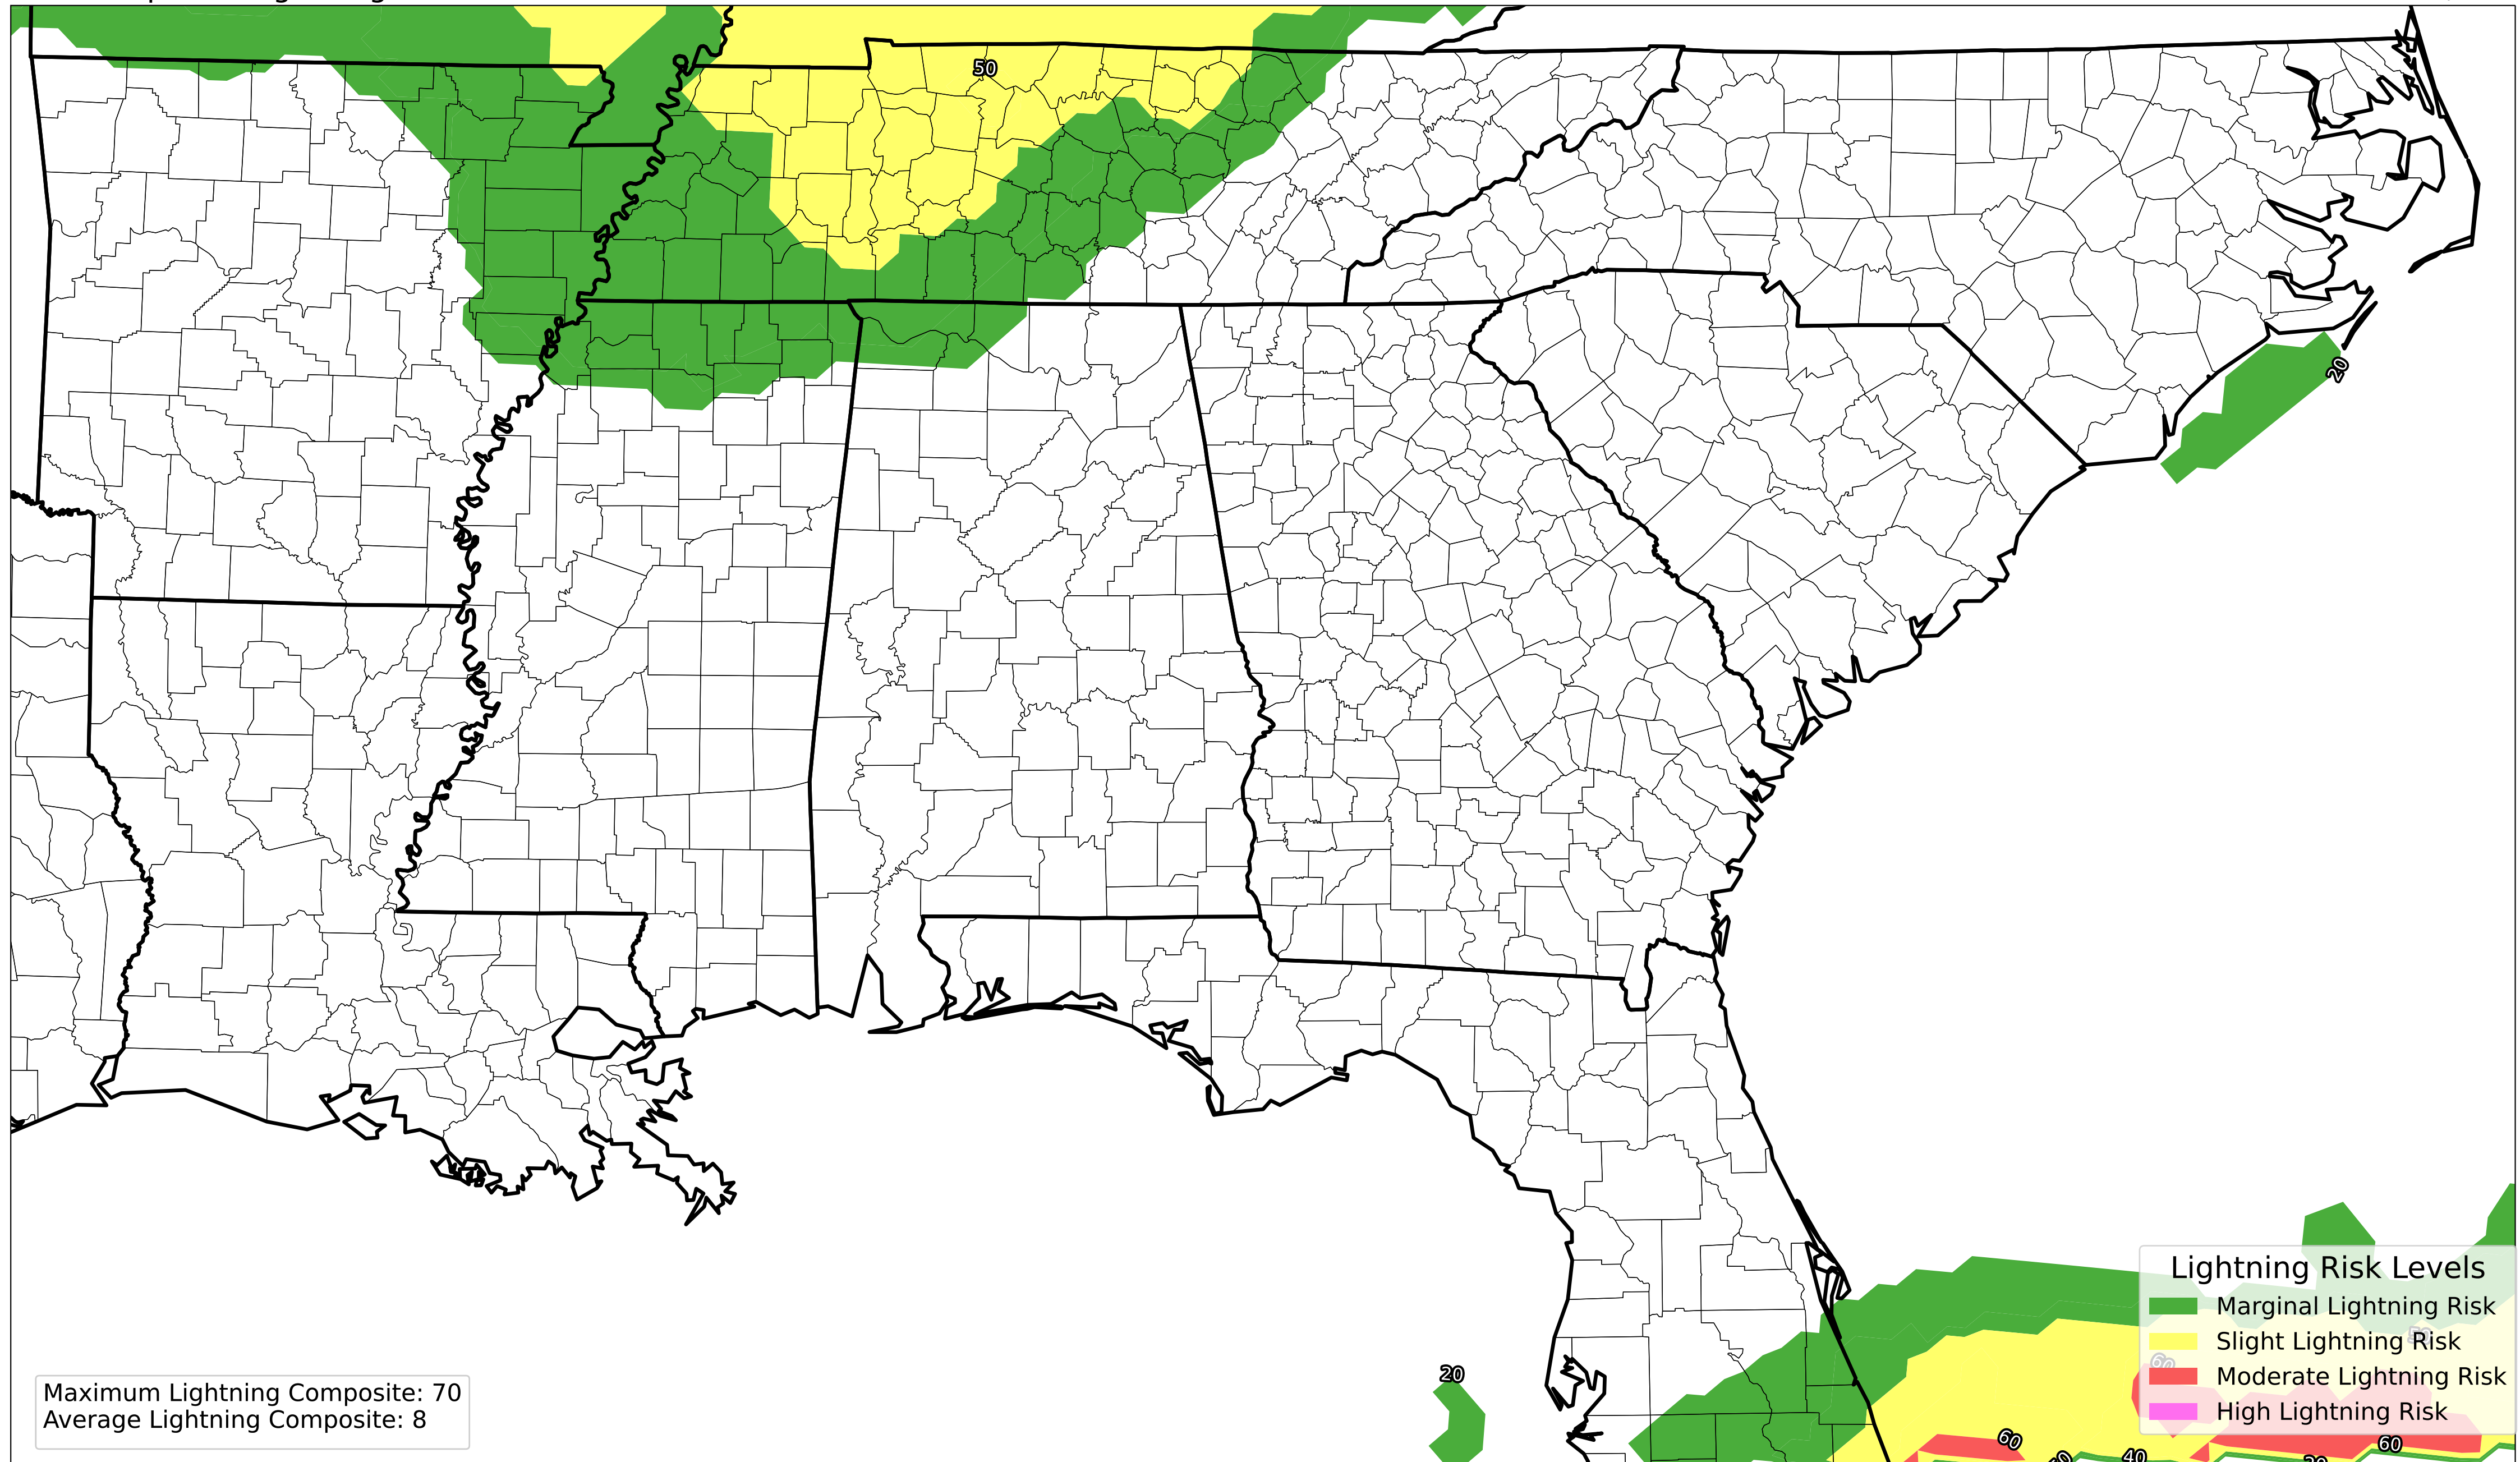 50
20
20
Lightning Risk Levels
Marginal Lightning Risk
Slight Lightning Risk
Moderate Lightning Risk
High Lightning Risk
60
60
40
60
Maximum Lightning Composite: 70
Average Lightning Composite: 8